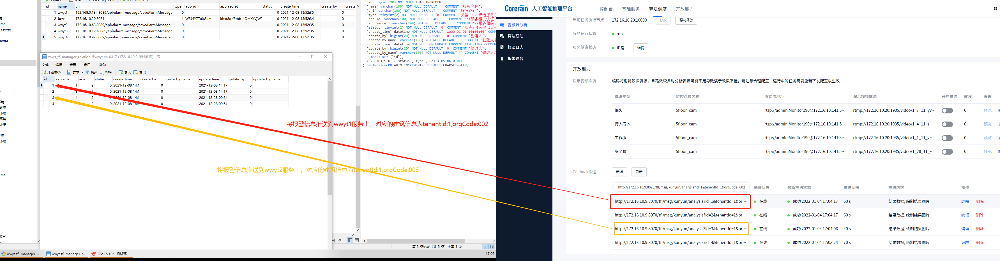 开始事务 文本 筛选 排序 导入 导出
id name url type app_id app_secret status create_time create_by create
1 wwyt1 192.168.0.134:8089/api/alarm-message/saveAlarmMessage 0 0 2021-12-08 13:52:35 0
2 坤云 172.16.10.20:8081 1 W5J4Y7Tu0Gum kbxt8qK5tbbJ4OmXzVjW 0 2021-12-08 13:52:34 0
3 wwyt2 172.16.10.63:8089/api/alarm-message/saveAlarmMessage 0 0 2021-12-08 13:52:35 0
4 wwyt3 172.16.10.120:8089/api/alarm-message/saveAlarmMessage 0 0 2021-12-08 13:52:35 0
5 wwyt4 172.16.10.97:8089/api/alarm-message/saveAlarmMessage 0 0 2021-12-08 13:52:35 0
境
ema
_server
nema
环境
环境
环境
环境
环境
环境
环境
ema
读写
wwyt_tfl_manager_relation @wwyt-sh-0317 (172.16.10.9-测试环境) - 表
文件 编辑 查看 窗口 帮助
开始事务 文本 筛选 排序 导入 导出
id server_id ai_id status create_time create_by create_by_name update_time update_by update_by_name
1 1 2 0 2021-12-08 14:1 0 2021-12-08 14:17 0
2 3 2 0 2021-12-08 14:1 0 2021-12-08 14:17 0
3 4 2 0 2021-12-08 14:1 0 2021-12-28 09:54 0
4 5 2 0 2021-12-08 14:1 0 2021-12-28 09:54 0
将报警信息推送到wwyt1服务上，对应的建筑信息为tenentId:1,orgCode:002
将报警信息推送到wwyt2服务上，对应的建筑信息为tenentId:1,orgCode:003
第 5 条记录 (共 5 条) 于第 1 页
wwyt_tfl_manager ... wwyt_tfl_manager_r... 172.16.10.9-测试环...
17:06
`id` bigint(20) NOT NULL AUTO_INCREMENT,
`name` varchar(100) NOT NULL DEFAULT '' COMMENT '服务名称',
`url` varchar(100) NOT NULL DEFAULT '' COMMENT '服务路径',
`type` tinyint(2) NOT NULL DEFAULT '0' COMMENT '类型：0、推送服务(
`app_id` varchar(100) NOT NULL DEFAULT '' COMMENT 'ai服务相关认证'
`app_secret` varchar(100) NOT NULL DEFAULT '' COMMENT 'ai服务相关认
`status` tinyint(2) NOT NULL DEFAULT '0' COMMENT '状态：0有效 1无效
`create_time` datetime NOT NULL DEFAULT '1000-01-01 00:00:00' COMM
`create_by` bigint(20) NOT NULL DEFAULT '0' COMMENT '创建人',
`create_by_name` varchar(100) NOT NULL DEFAULT '' COMMENT '创建人名
`update_time` datetime NOT NULL ON UPDATE CURRENT_TIMESTAMP COMMEN
`update_by` bigint(20) NOT NULL DEFAULT '0' COMMENT '修改人',
`update_by_name` varchar(100) NOT NULL DEFAULT '' COMMENT '修改人名
PRIMARY KEY (`id`),
KEY `IDX_STU` (`status`,`type`,`url`) USING BTREE
) ENGINE=InnoDB AUTO_INCREMENT=6 DEFAULT CHARSET=utf8;
Corerain 人工智能推理平台 控制台 基础服务 算法调度 开放能力
视频流分析
算法联动
算法日志
报警语音
当前任务执行节点 172.16.10.20:10000 修改 强制释放
服务运行状态 run
服务健康状态 正常 详情
开放能力
演示视频推流 编码将消耗较多资源，且路数较多时分析资源可能不足导致演示效果不佳，请注意合理配置；运行中的任务需要重新下发配置以生效
算法类型 监控点位名称 原始流地址 演示视频推流 开启推流 转发 管理
烟火 5floor_cam rtsp://admin:Monitor190@172.16.10.141:5··· rtmp://172.16.10.20:1935/video/1_7_11_yv··· 0 预览
行人闯入 5floor_cam rtsp://admin:Monitor190@172.16.10.141:5··· rtmp://172.16.10.20:1935/video/1_4_11_z··· 0 预览
工作服 5floor_cam rtsp://admin:Monitor190@172.16.10.141:5··· rtmp://172.16.10.20:1935/video/1_1_11_2··· 0 预览
安全帽 5floor_cam rtsp://admin:Monitor190@172.16.10.141:5··· rtmp://172.16.10.20:1935/video/1_28_11_··· 0 预览
Callback推送 新增 刷新
http://172.16.10.9:8070/tfl/msg/kunyun/analysis?id=1&tenentId=1&orgCode=002 地址状态 最新推送状态 推送间隔 推送内容 操作
http://172.16.10.9:8070/tfl/msg/kunyun/analysis?id=1&tenentId=1&or··· 在线 成功 2022-01-04 17:04:17 50 s 结果数据, 绘制结果图片 编辑 删除
http://172.16.10.9:8070/tfl/msg/kunyun/analysis?id=2&tenentId=1&or··· 在线 成功 2022-01-04 17:04:17 60 s 结果数据, 绘制结果图片 编辑 删除
http://172.16.10.9:8070/tfl/msg/kunyun/analysis?id=3&tenentId=1&or··· 在线 成功 2022-01-04 17:04:06 40 s 结果数据, 绘制结果图片 编辑 删除
http://172.16.10.9:8070/tfl/msg/kunyun/analysis?id=4&tenentId=1&or··· 在线 成功 2022-01-04 17:03:24 70 s 结果数据, 绘制结果图片 编辑 删除